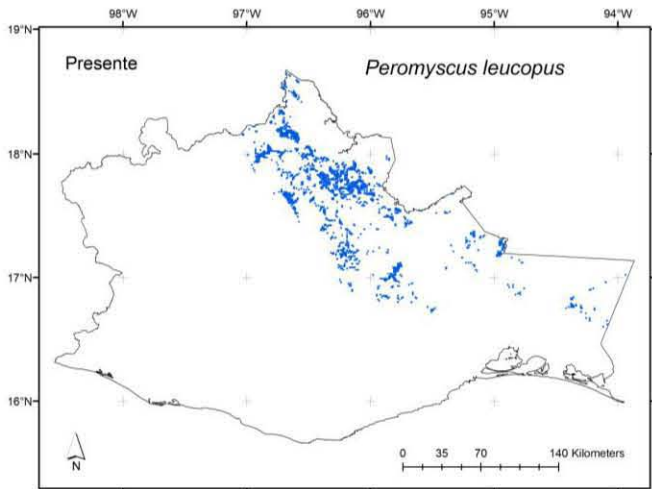 98°W 97°W 96°W 95°W 94°W
19°N
Presente Peromyscus leucopus
18°N
17°N
16°N
N
0 35 70 140 Kilometers